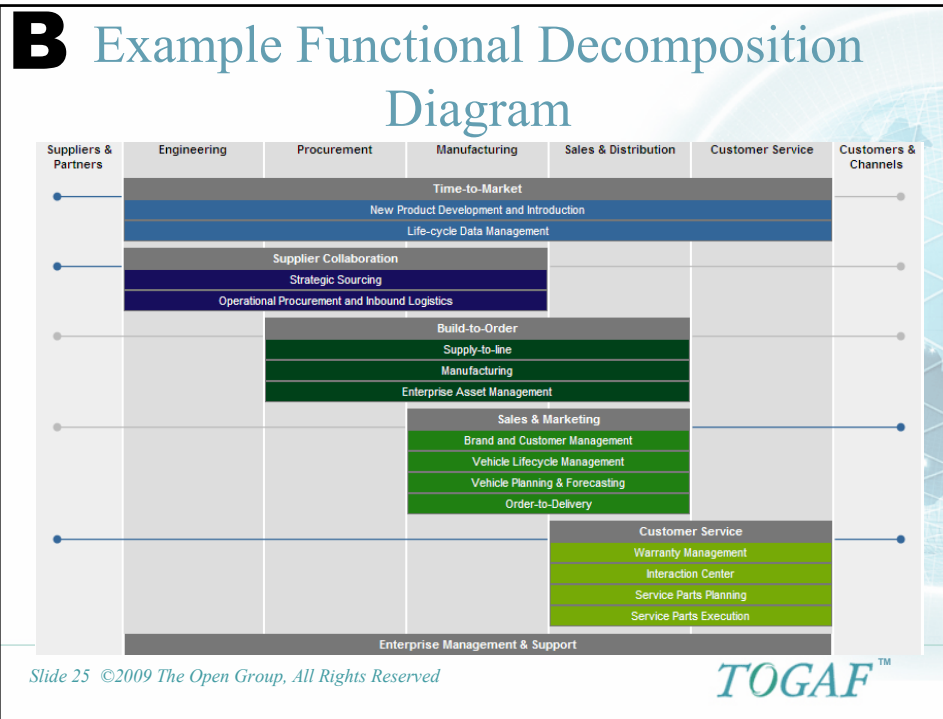 B Example Functional Decomposition
Diagram
Suppliers & Engineering Procurement Manufacturing Sales & Distribution Customer Service Customers &
Partners Channels
Time-to-Market
New Product Development and Introduction
Life-cycle Data Management
Supplier Collaboration
Strategic Sourcing
Operational Procurement and Inbound Logistics
Build-to-Order
Supply-to-line
Manufacturing
Enterprise Asset Management
Sales & Marketing
Brand and Customer Management
Vehicle Lifecycle Management
Vehicle Planning & Forecasting
Order-to-Delivery
Customer Service
Warranty Management
Interaction Center
Service Parts Planning
Service Parts Execution
Enterprise Management & Support
Slide 25 ©2009 The Open Group, All Rights Reserved
TOGAF™